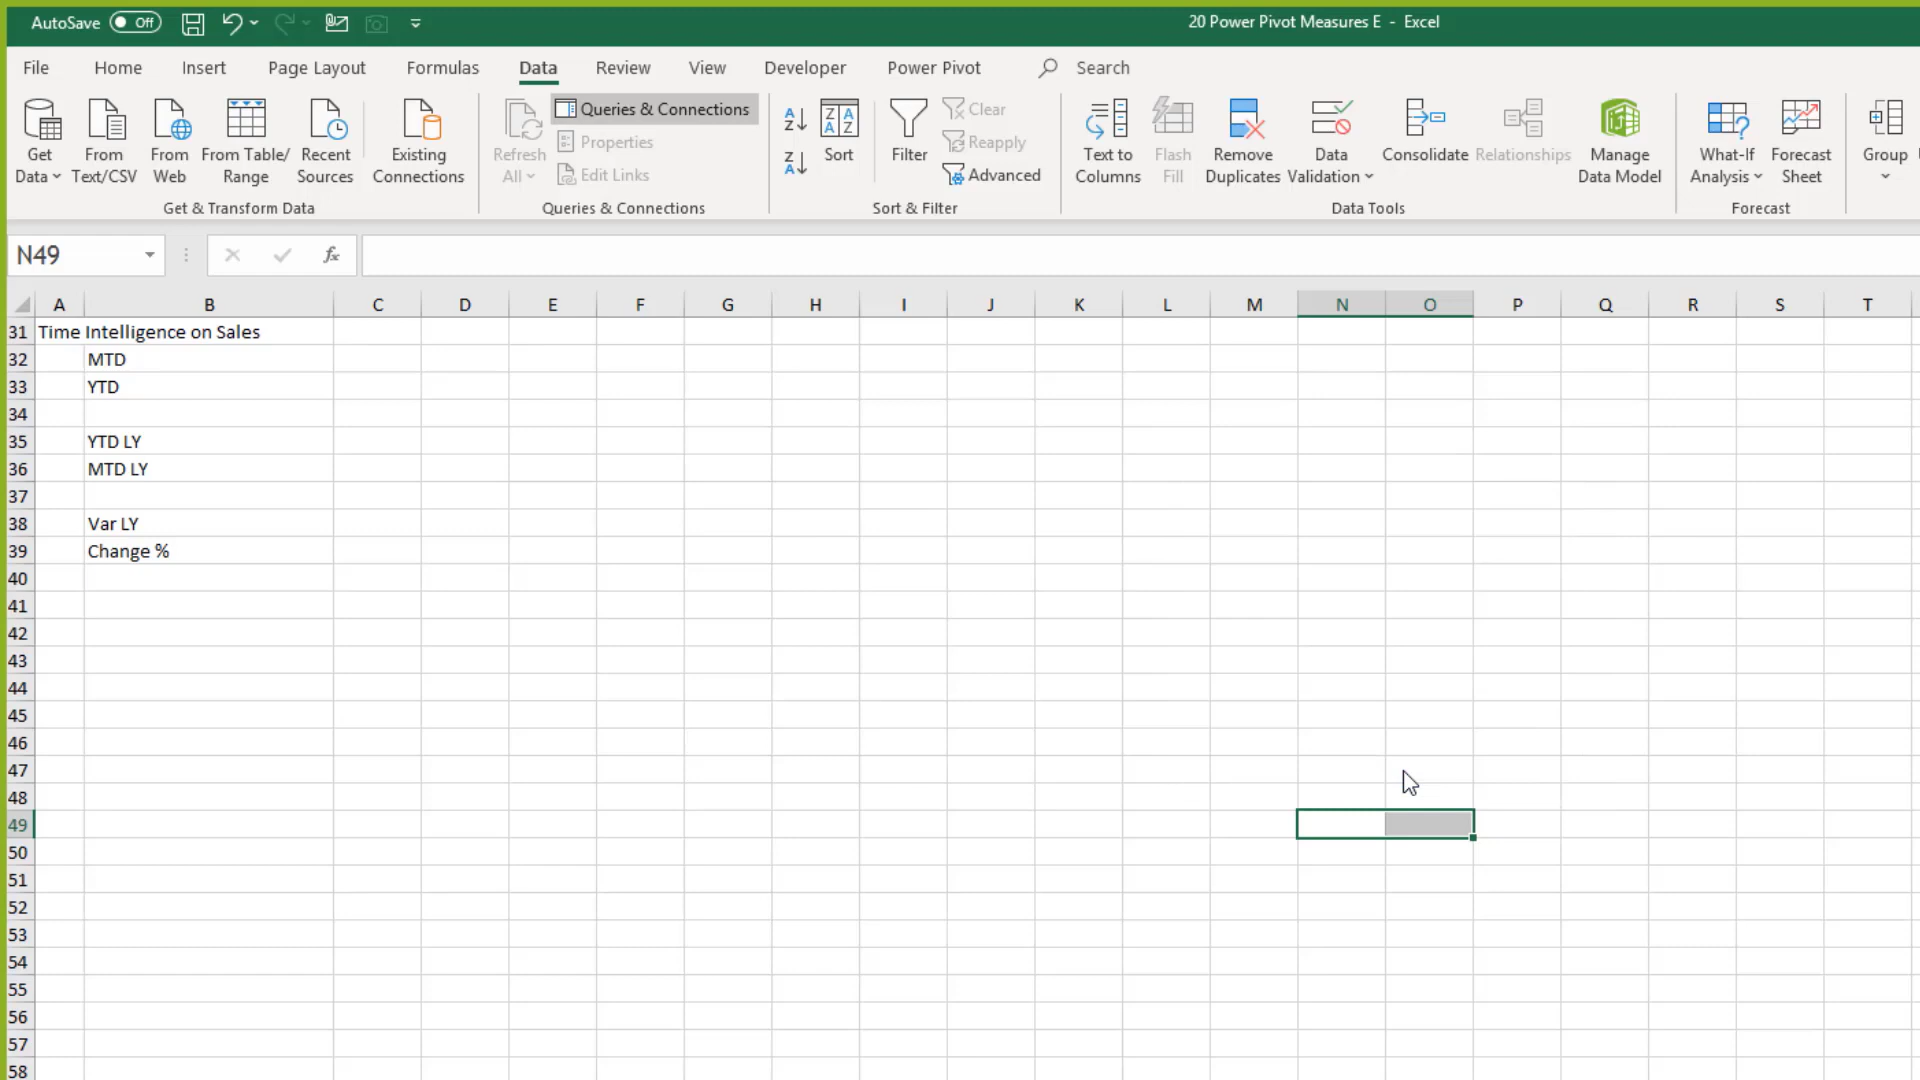 AutoSave Off
20 Power Pivot Measures E - Excel
File Home Insert Page Layout Formulas Data Review View Developer Power Pivot Search
Get Data
From Text/CSV
From Web
From Table/ Range
Recent Sources
Existing Connections
Get & Transform Data
Refresh All
Queries & Connections
Properties
Edit Links
Queries & Connections
Sort
Filter
Clear
Reapply
Advanced
Sort & Filter
Text to Columns
Flash Fill
Remove Duplicates
Data Validation
Consolidate
Relationships
Manage Data Model
Data Tools
What-If Analysis
Forecast Sheet
Forecast
Group
N49
fx
A B C D E F G H I J K L M N O P Q R S T
31 Time Intelligence on Sales
32 MTD
33 YTD
34
35 YTD LY
36 MTD LY
37
38 Var LY
39 Change %
40
41
42
43
44
45
46
47
48
49
50
51
52
53
54
55
56
57
58